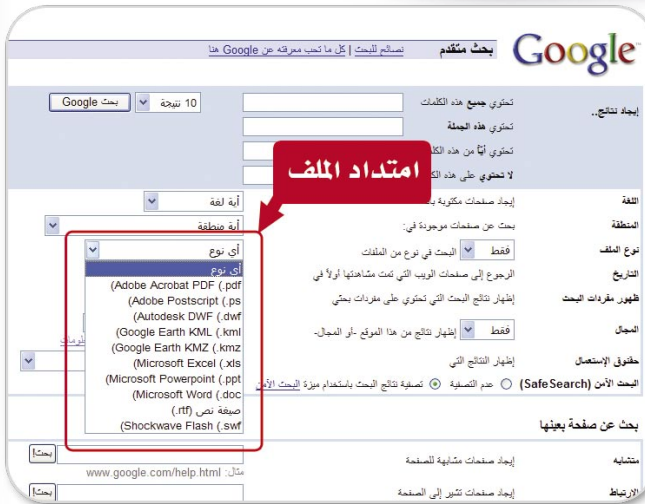 Google
بحث متقدم
نصائح للبحث | كل ما تحب معرفته عن Google هنا
إيجاد نتائج..
تحتوي جميع هذه الكلمات
10 نتيجة
بحث Google
تحتوي هذه الجملة
تحتوي أيًّا من هذه
لا تحتوي على هذه
امتداد الملف
اللغة
إيجاد صفحات مكتوبة
أية لغة
المنطقة
بحث عن صفحات موجودة في:
أية منطقة
نوع الملف
فقط
البحث في نوع من الملفات
أي نوع
التاريخ
الرجوع إلى صفحات الويب التي تمت مشاهدتها أولاً في
أي نوع
(Adobe Acrobat PDF (.pdf
(Adobe Postscript (.ps
(Autodesk DWF (.dwf
(Google Earth KML (.kml
(Google Earth KMZ (.kmz
(Microsoft Excel (.xls
(Microsoft Powerpoint (.ppt
(Microsoft Word (.doc
صيغة نص (.rtf)
(Shockwave Flash (.swf
ظهور مفردات البحث
إظهار نتائج البحث التي تحتوي على مفردات بحثي
المجال
فقط
إظهار نتائج من هذا الموقع -أو المجال-
حقوق الإستعمال
إظهار النتائج التي
البحث الآمن (SafeSearch)
عدم التصفية
تصفية نتائج البحث باستخدام ميزة البحث الآمن
بحث عن صفحة بعينها
متشابه
إيجاد صفحات مشابهة للصفحة
بحث!
مثال: www.google.com/help.html
الارتباط
إيجاد صفحات تشير إلى الصفحة
بحث!